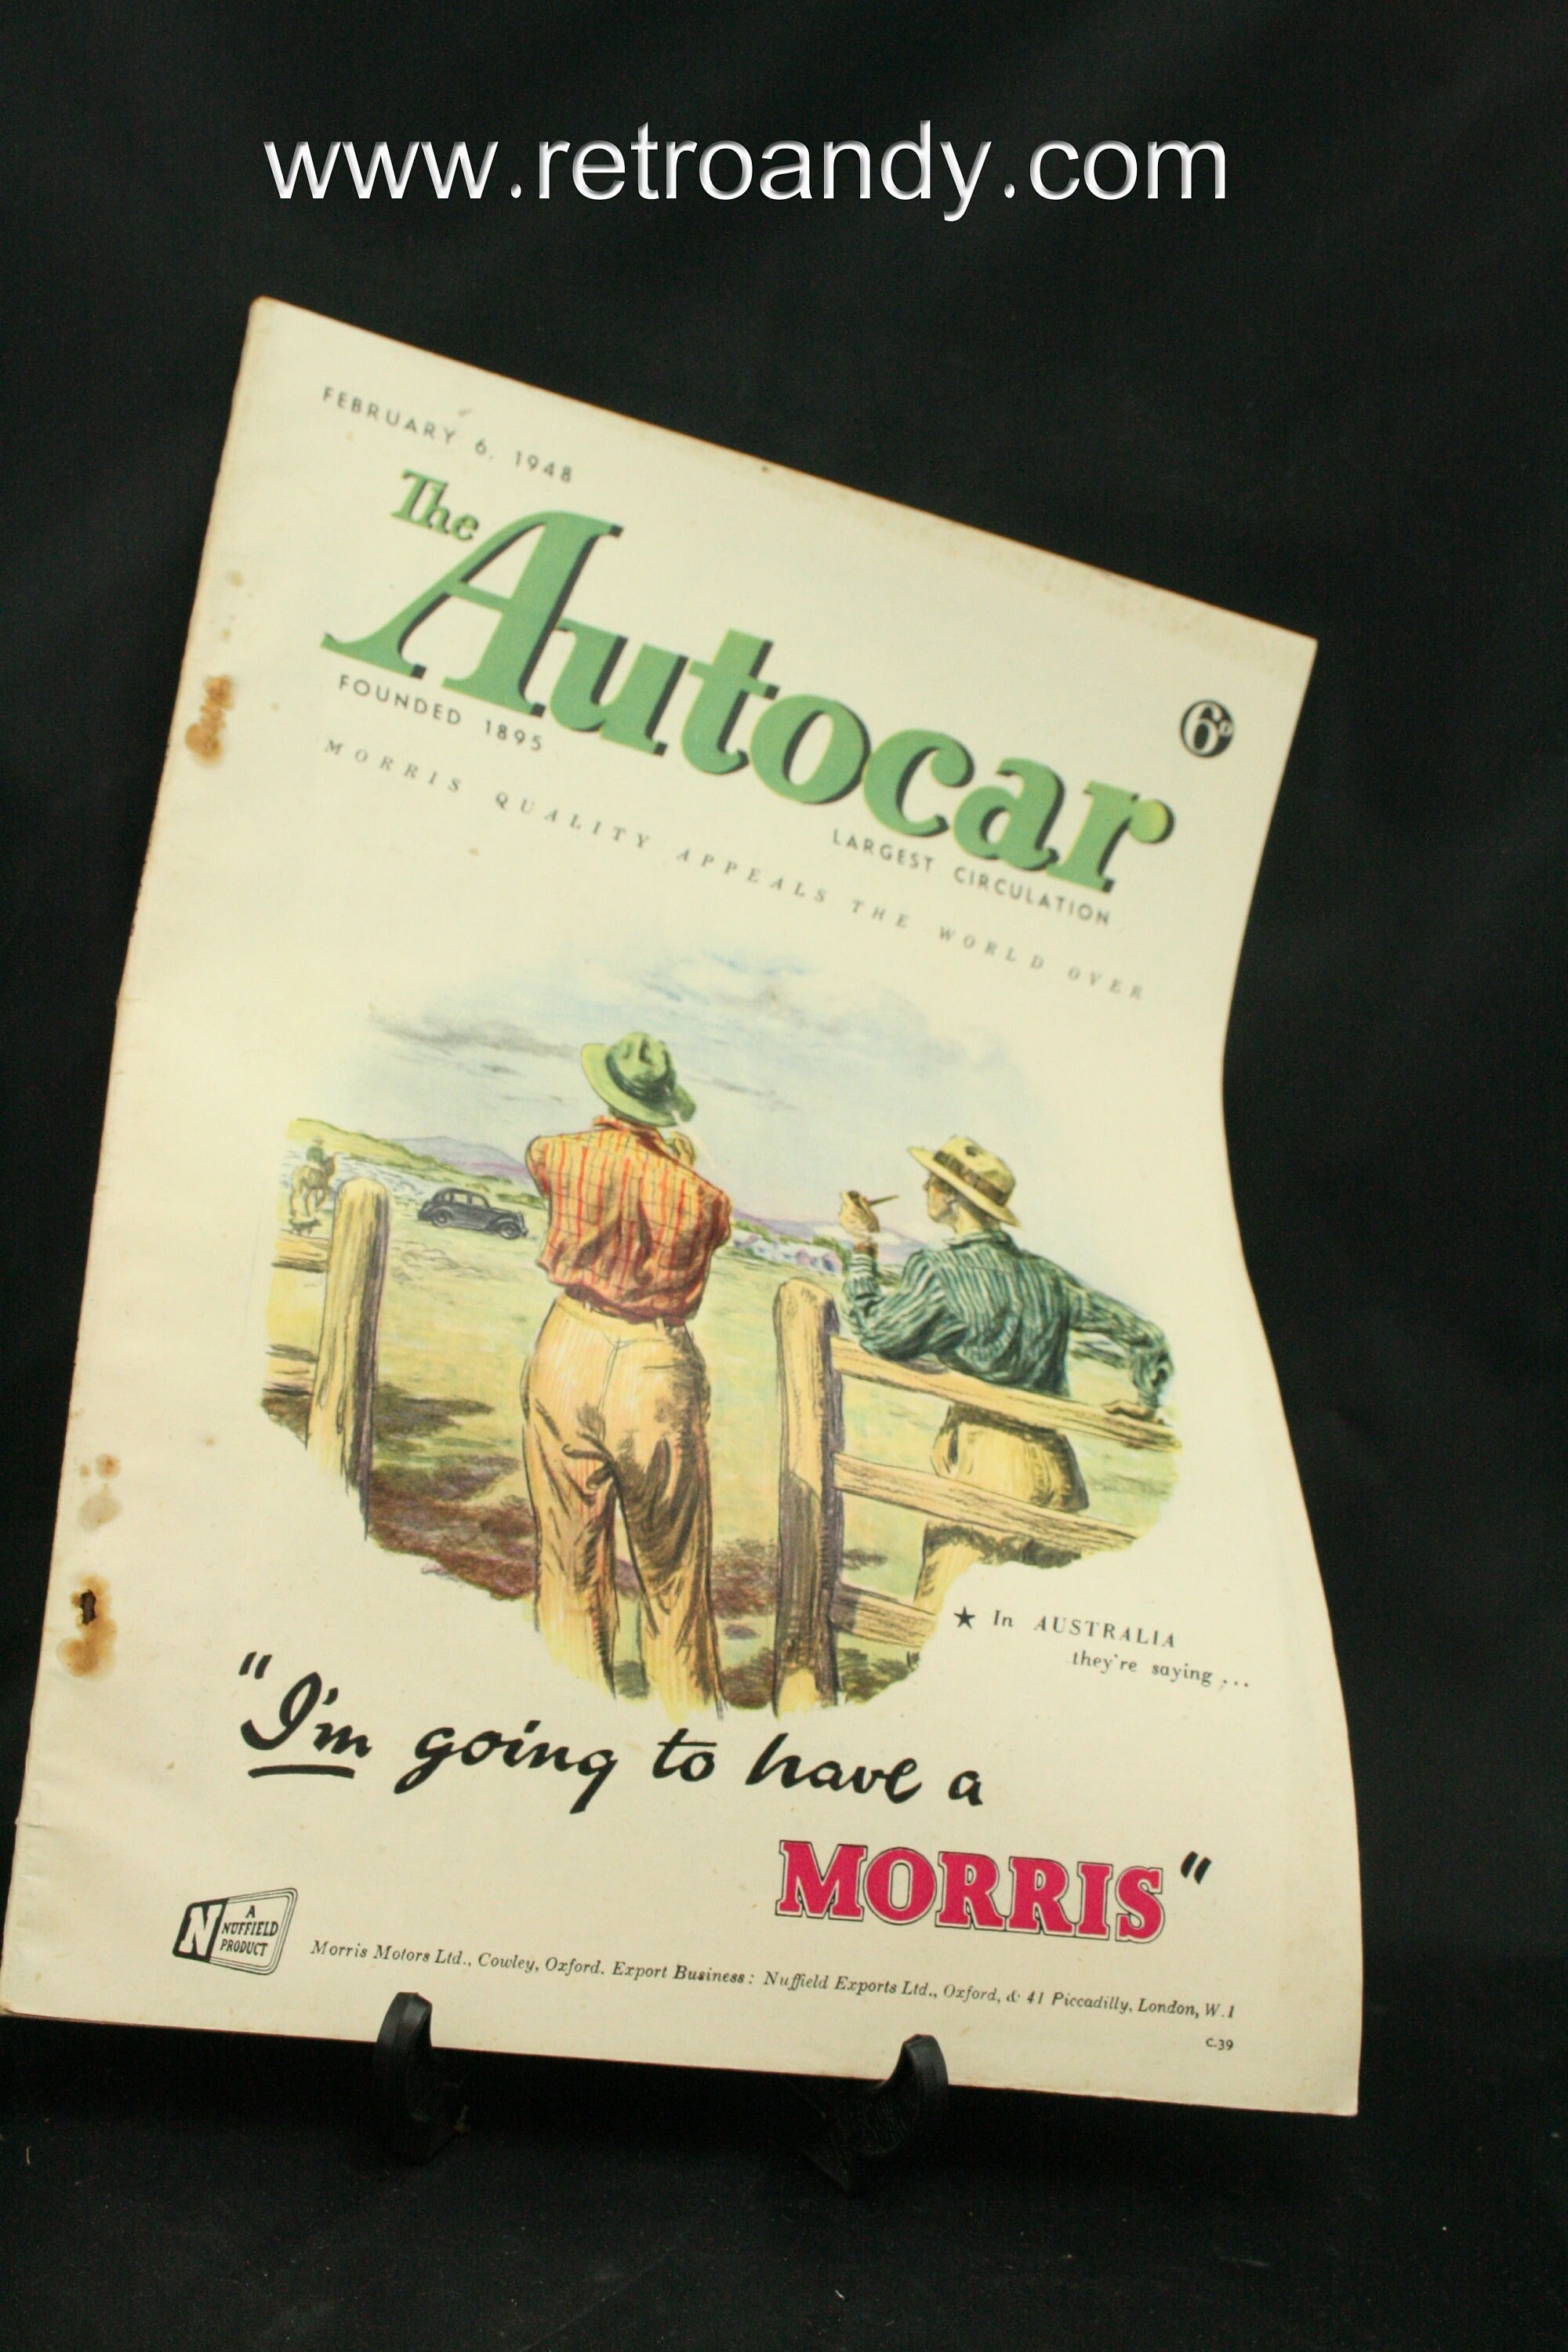 www.retroandy.com
FEBRUARY 6, 1948
The
Autocar
6D
FOUNDED 1895
LARGEST CIRCULATION
MORRIS QUALITY APPEALS THE WORLD OVER
★ In AUSTRALIA
they're saying ...
"I'm going to have a
MORRIS"
N
A
NUFFIELD
PRODUCT
Morris Motors Ltd., Cowley, Oxford. Export Business: Nuffield Exports Ltd., Oxford, & 41 Piccadilly, London, W.1
C.39